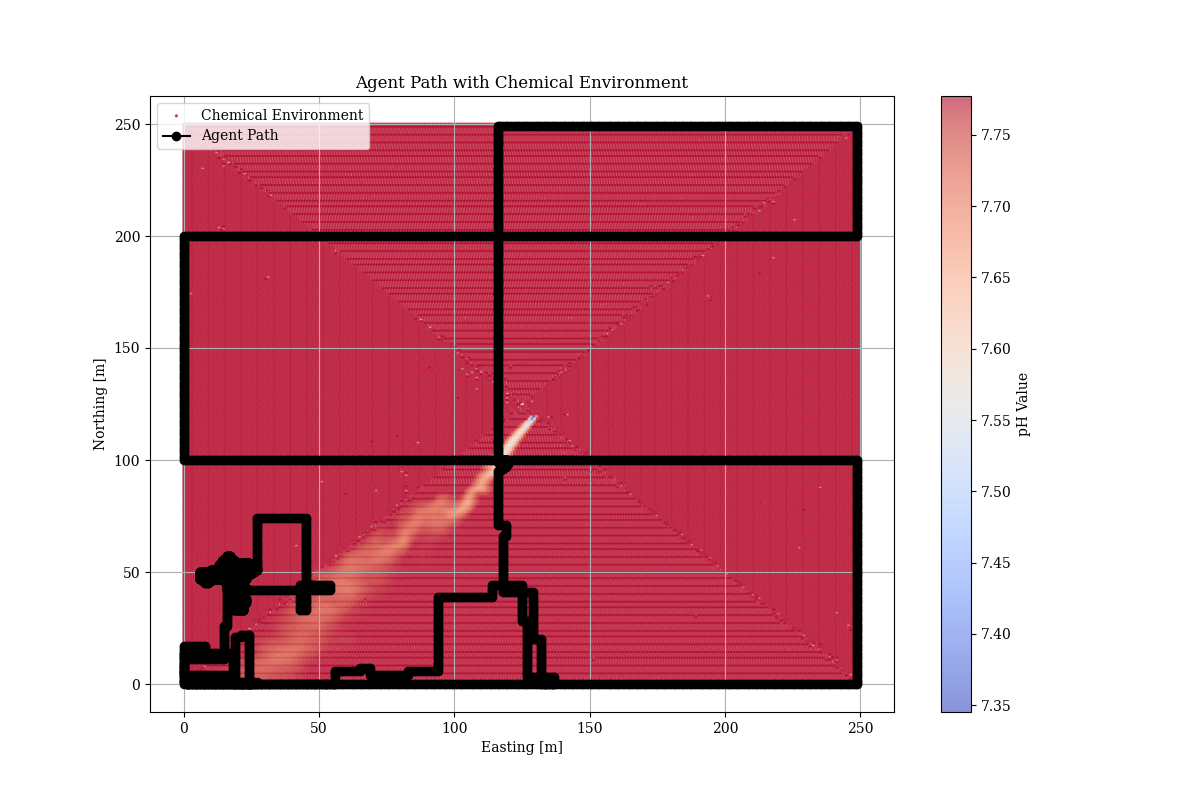 Agent Path with Chemical Environment
Chemical Environment
Agent Path
250
200
150
100
50
0
Northing [m]
0 50 100 150 200 250
Easting [m]
7.75
7.70
7.65
7.60
7.55
7.50
7.45
7.40
7.35
pH Value